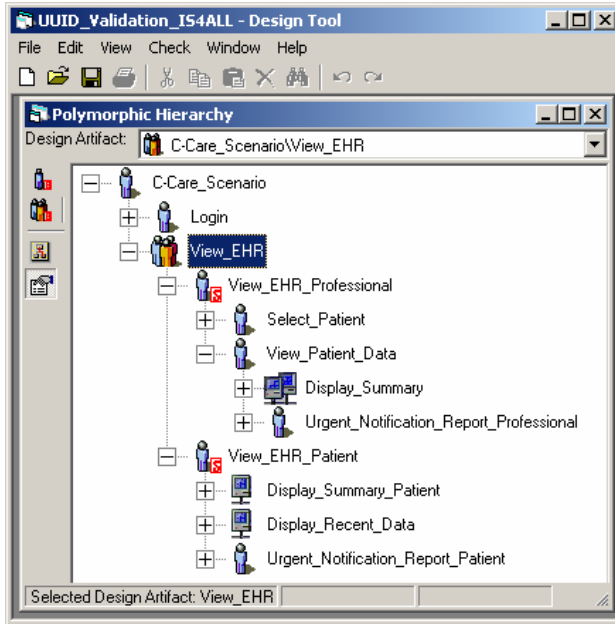 UUID_Validation_IS4ALL - Design Tool
File Edit View Check Window Help
Polymorphic Hierarchy
Design Artifact: C-Care_Scenario\View_EHR
C-Care_Scenario
Login
View_EHR
View_EHR_Professional
Select_Patient
View_Patient_Data
Display_Summary
Urgent_Notification_Report_Professional
View_EHR_Patient
Display_Summary_Patient
Display_Recent_Data
Urgent_Notification_Report_Patient
Selected Design Artifact: View_EHR